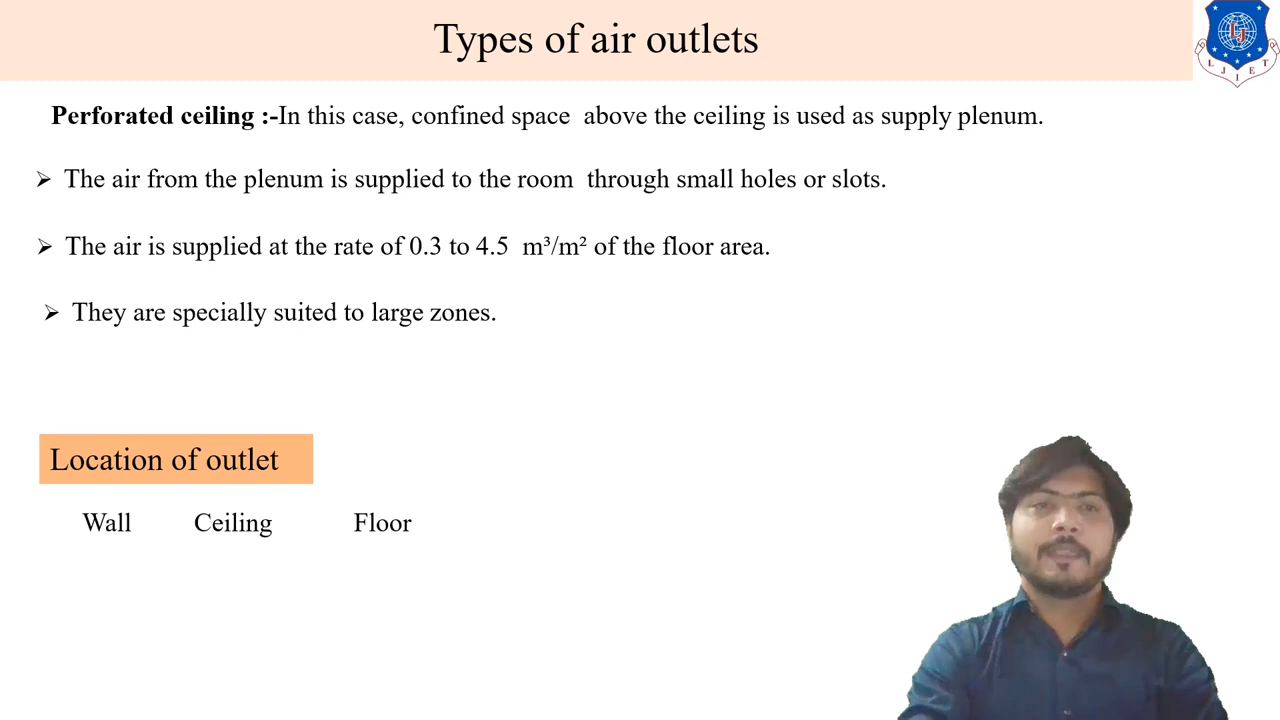 Types of air outlets
LJIET
Perforated ceiling :-In this case, confined space above the ceiling is used as supply plenum.
➢ The air from the plenum is supplied to the room through small holes or slots.
➢ The air is supplied at the rate of 0.3 to 4.5 m³/m² of the floor area.
➢ They are specially suited to large zones.
Location of outlet
Wall Ceiling Floor